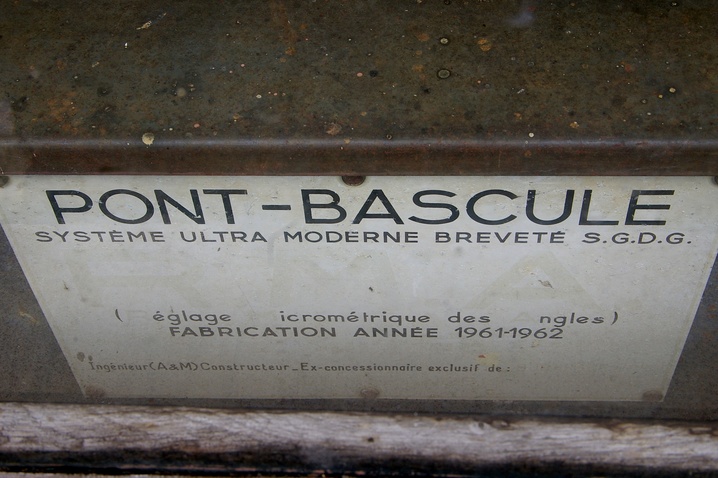 PONT-BASCULE
SYSTÈME ULTRA MODERNE BREVETÉ S.G.D.G.
( églage icrométrique des ngles)
FABRICATION ANNÉE 1961-1962
Ingénieur(A&M)Constructeur_Ex-concessionnaire exclusif de :